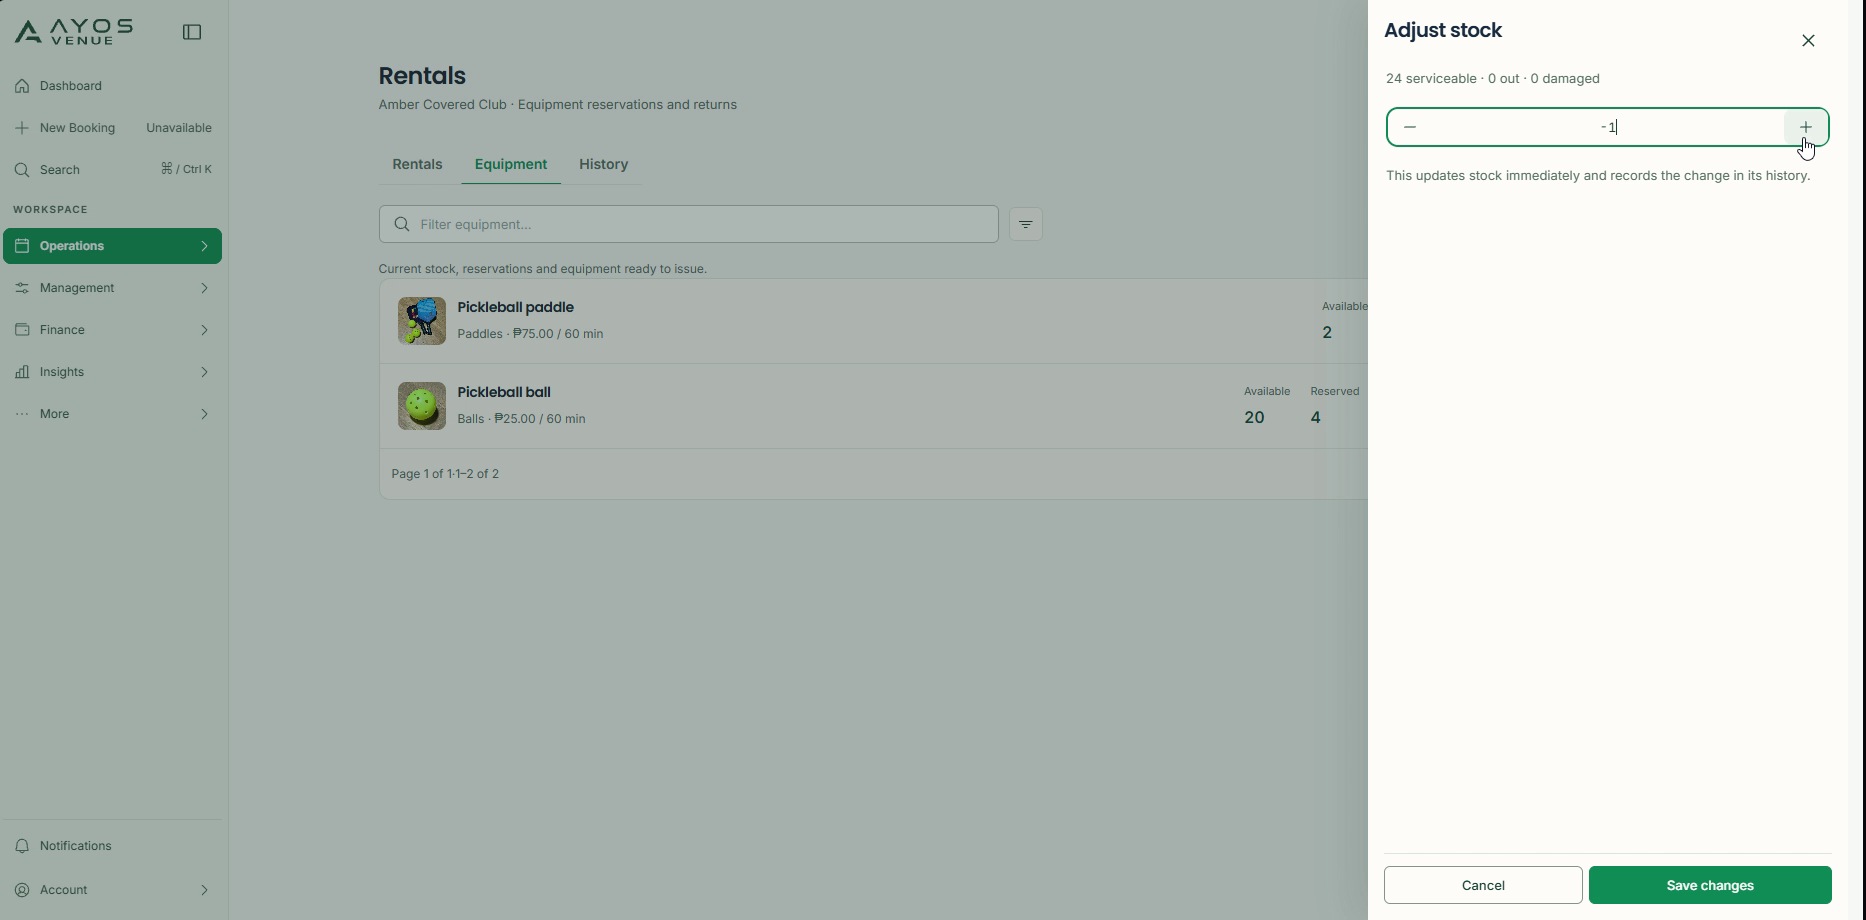 AYOS
VENUE
Dashboard
New Booking Unavailable
Search ⌘ / Ctrl K
WORKSPACE
Operations
Management
Finance
Insights
More
Notifications
Account
Rentals
Amber Covered Club · Equipment reservations and returns
Rentals Equipment History
Filter equipment...
Current stock, reservations and equipment ready to issue.
Pickleball paddle
Paddles · ₱75.00 / 60 min
Available
2
Pickleball ball
Balls · ₱25.00 / 60 min
Available Reserved
20 4
Page 1 of 1·1–2 of 2
Adjust stock
24 serviceable · 0 out · 0 damaged
-1
This updates stock immediately and records the change in its history.
Cancel Save changes